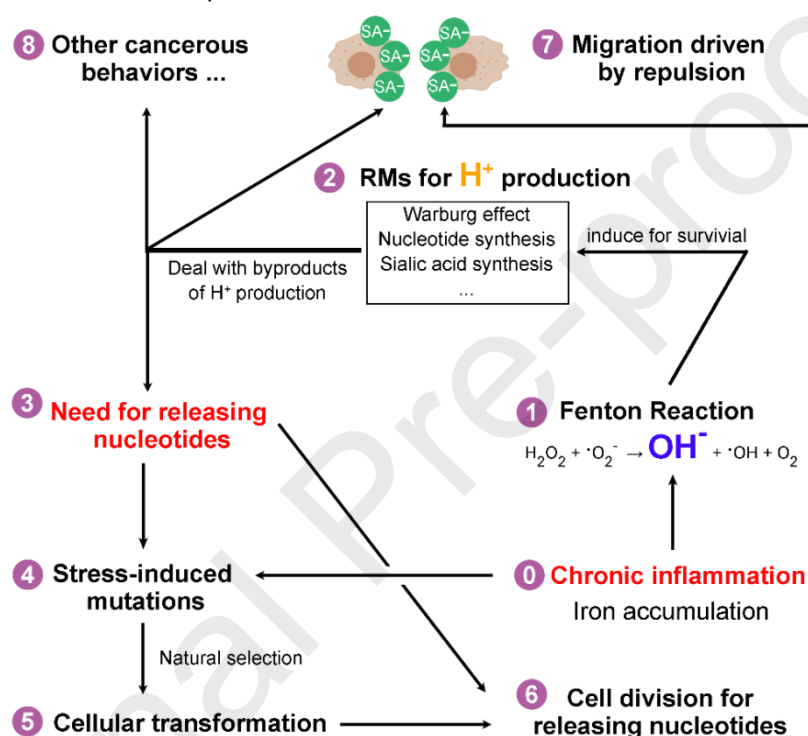 8 Other cancerous
behaviors ...
SA-
SA-
SA-
SA-
SA-
SA-
7 Migration driven
by repulsion
2 RMs for H⁺ production
Warburg effect
Nucleotide synthesis
Sialic acid synthesis
...
induce for survivial
Deal with byproducts
of H⁺ production
3 Need for releasing
nucleotides
1 Fenton Reaction
H₂O₂ + ·O₂⁻ → OH⁻ + ·OH + O₂
4 Stress-induced
mutations
0 Chronic inflammation
Iron accumulation
Natural selection
5 Cellular transformation
6 Cell division for
releasing nucleotides
nal Pre-proo